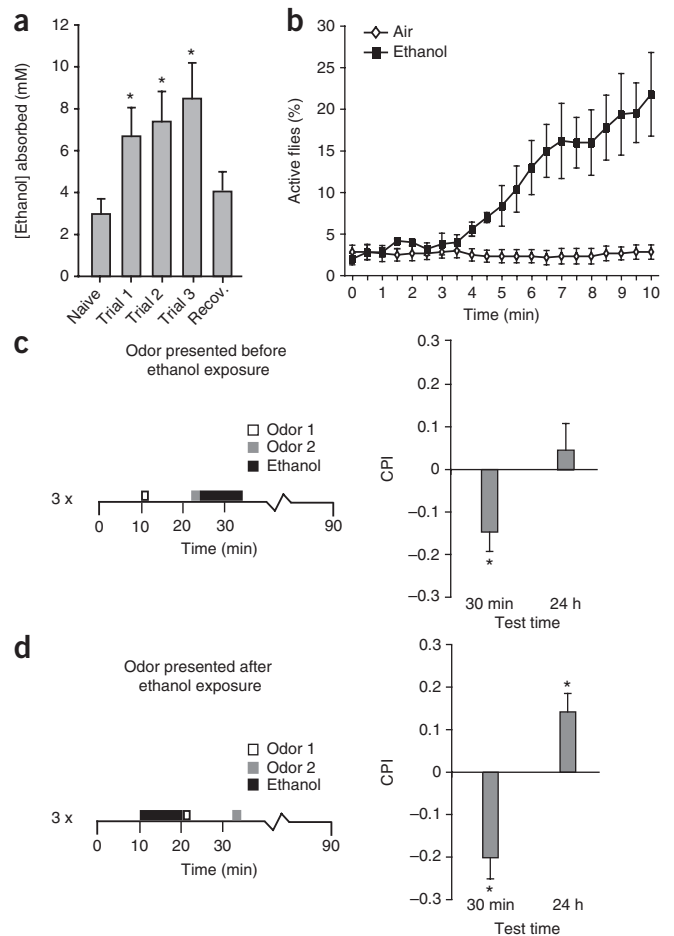 a
12
10
8
6
4
2
0
[Ethanol] absorbed (mM)
*
*
*
Naive
Trial 1
Trial 2
Trial 3
Recov.
b
Air
Ethanol
30
25
20
15
10
5
0
Active flies (%)
0 1 2 3 4 5 6 7 8 9 10
Time (min)
c
Odor presented before
ethanol exposure
Odor 1
Odor 2
Ethanol
3 x
0 10 20 30 90
Time (min)
0.3
0.2
0.1
0
–0.1
–0.2
–0.3
CPI
*
30 min 24 h
Test time
d
Odor presented after
ethanol exposure
Odor 1
Odor 2
Ethanol
3 x
0 10 20 30 90
Time (min)
0.3
0.2
0.1
0
–0.1
–0.2
–0.3
CPI
*
*
30 min 24 h
Test time